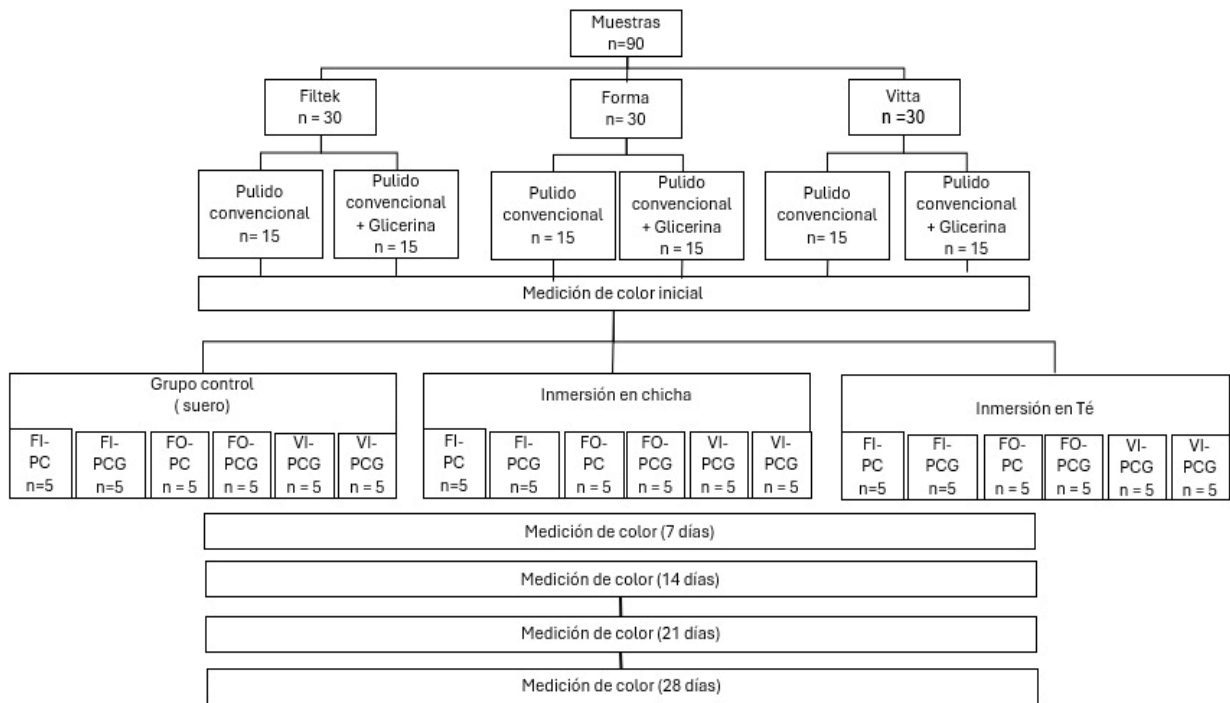 Muestras
n=90
Filtek
n = 30
Forma
n= 30
Vitta
n =30
Pulido
convencional
n= 15
Pulido
convencional
+ Glicerina
n = 15
Pulido
convencional
n= 15
Pulido
convencional
+ Glicerina
n = 15
Pulido
convencional
n= 15
Pulido
convencional
+ Glicerina
n = 15
Medición de color inicial
Grupo control
( suero)
FI-
PC
n=5
FI-
PCG
n=5
FO-
PC
n = 5
FO-
PCG
n = 5
VI-
PCG
n = 5
VI-
PCG
n = 5
Inmersión en chicha
FI-
PC
n=5
FI-
PCG
n=5
FO-
PC
n = 5
FO-
PCG
n = 5
VI-
PCG
n = 5
VI-
PCG
n = 5
Inmersión en Té
FI-
PC
n=5
FI-
PCG
n=5
FO-
PC
n = 5
FO-
PCG
n = 5
VI-
PCG
n = 5
VI-
PCG
n = 5
Medición de color (7 días)
Medición de color (14 días)
Medición de color (21 días)
Medición de color (28 días)